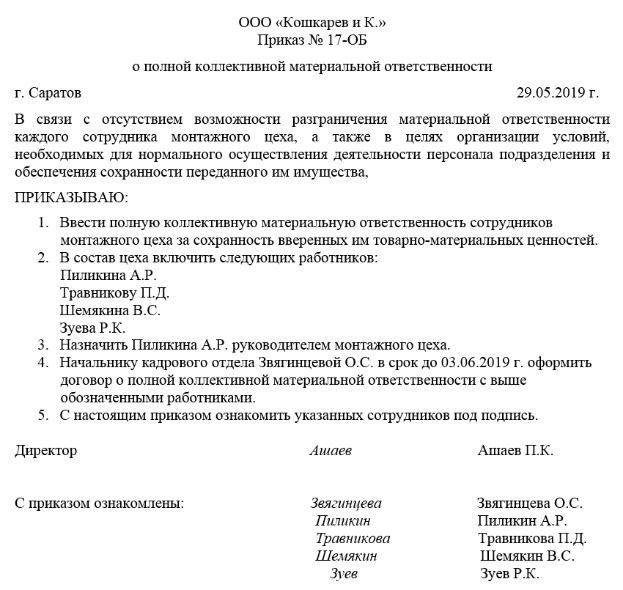 ООО «Кошкарев и К.»
Приказ № 17-ОБ
о полной коллективной материальной ответственности
г. Саратов 29.05.2019 г.
В связи с отсутствием возможности разграничения материальной ответственности
каждого сотрудника монтажного цеха, а также в целях организации условий,
необходимых для нормального осуществления деятельности персонала подразделения и
обеспечения сохранности переданного им имущества,
ПРИКАЗЫВАЮ:
1. Ввести полную коллективную материальную ответственность сотрудников
монтажного цеха за сохранность вверенных им товарно-материальных ценностей.
2. В состав цеха включить следующих работников:
Пиликина А.Р.
Травникову П.Д.
Шемякина В.С.
Зуева Р.К.
3. Назначить Пиликина А.Р. руководителем монтажного цеха.
4. Начальнику кадрового отдела Звягинцевой О.С. в срок до 03.06.2019 г. оформить
договор о полной коллективной материальной ответственности с выше
обозначенными работниками.
5. С настоящим приказом ознакомить указанных сотрудников под подпись.
Директор Ашаев Ашаев П.К.
С приказом ознакомлены: Звягинцева Звягинцева О.С.
Пиликин Пиликин А.Р.
Травникова Травникова П.Д.
Шемякин Шемякин В.С.
Зуев Зуев Р.К.